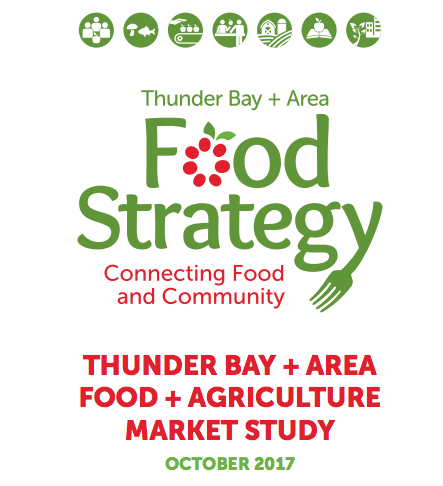 Thunder Bay + Area
Food
Strategy
Connecting Food
and Community
THUNDER BAY + AREA
FOOD + AGRICULTURE
MARKET STUDY
OCTOBER 2017